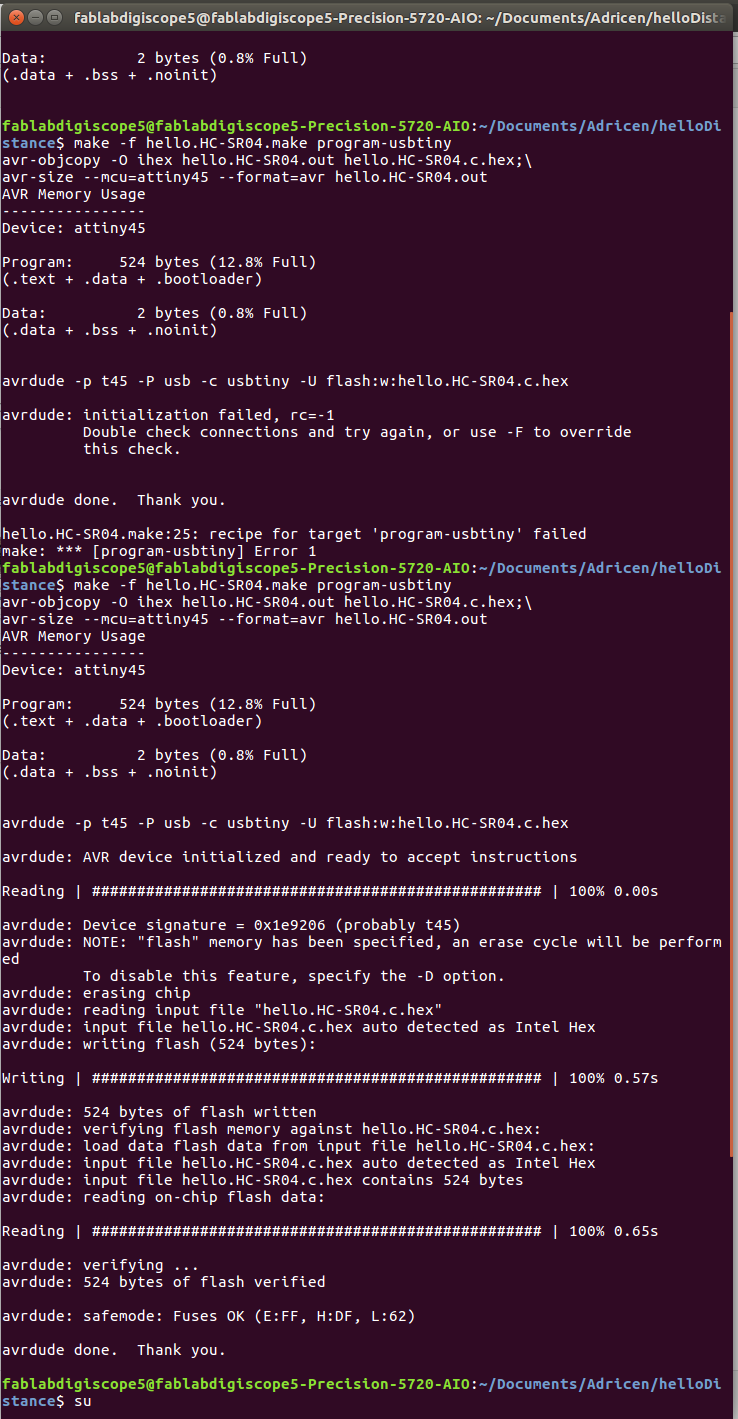 fablabdigiscope5@fablabdigiscope5-Precision-5720-AIO: ~/Documents/Adricen/helloDista
Data:          2 bytes (0.8% Full)
(.data + .bss + .noinit)
fablabdigiscope5@fablabdigiscope5-Precision-5720-AIO:~/Documents/Adricen/helloDi
stance$ make -f hello.HC-SR04.make program-usbtiny
avr-objcopy -O ihex hello.HC-SR04.out hello.HC-SR04.c.hex;\
avr-size --mcu=attiny45 --format=avr hello.HC-SR04.out
AVR Memory Usage
----------------
Device: attiny45
Program:     524 bytes (12.8% Full)
(.text + .data + .bootloader)
Data:          2 bytes (0.8% Full)
(.data + .bss + .noinit)
avrdude -p t45 -P usb -c usbtiny -U flash:w:hello.HC-SR04.c.hex
avrdude: initialization failed, rc=-1
         Double check connections and try again, or use -F to override
         this check.
avrdude done.  Thank you.
hello.HC-SR04.make:25: recipe for target 'program-usbtiny' failed
make: *** [program-usbtiny] Error 1
fablabdigiscope5@fablabdigiscope5-Precision-5720-AIO:~/Documents/Adricen/helloDi
stance$ make -f hello.HC-SR04.make program-usbtiny
avr-objcopy -O ihex hello.HC-SR04.out hello.HC-SR04.c.hex;\
avr-size --mcu=attiny45 --format=avr hello.HC-SR04.out
AVR Memory Usage
----------------
Device: attiny45
Program:     524 bytes (12.8% Full)
(.text + .data + .bootloader)
Data:          2 bytes (0.8% Full)
(.data + .bss + .noinit)
avrdude -p t45 -P usb -c usbtiny -U flash:w:hello.HC-SR04.c.hex
avrdude: AVR device initialized and ready to accept instructions
Reading | ################################################## | 100% 0.00s
avrdude: Device signature = 0x1e9206 (probably t45)
avrdude: NOTE: "flash" memory has been specified, an erase cycle will be perform
ed
         To disable this feature, specify the -D option.
avrdude: erasing chip
avrdude: reading input file "hello.HC-SR04.c.hex"
avrdude: input file hello.HC-SR04.c.hex auto detected as Intel Hex
avrdude: writing flash (524 bytes):
Writing | ################################################## | 100% 0.57s
avrdude: 524 bytes of flash written
avrdude: verifying flash memory against hello.HC-SR04.c.hex:
avrdude: load data flash data from input file hello.HC-SR04.c.hex:
avrdude: input file hello.HC-SR04.c.hex auto detected as Intel Hex
avrdude: input file hello.HC-SR04.c.hex contains 524 bytes
avrdude: reading on-chip flash data:
Reading | ################################################## | 100% 0.65s
avrdude: verifying ...
avrdude: 524 bytes of flash verified
avrdude: safemode: Fuses OK (E:FF, H:DF, L:62)
avrdude done.  Thank you.
fablabdigiscope5@fablabdigiscope5-Precision-5720-AIO:~/Documents/Adricen/helloDi
stance$ su